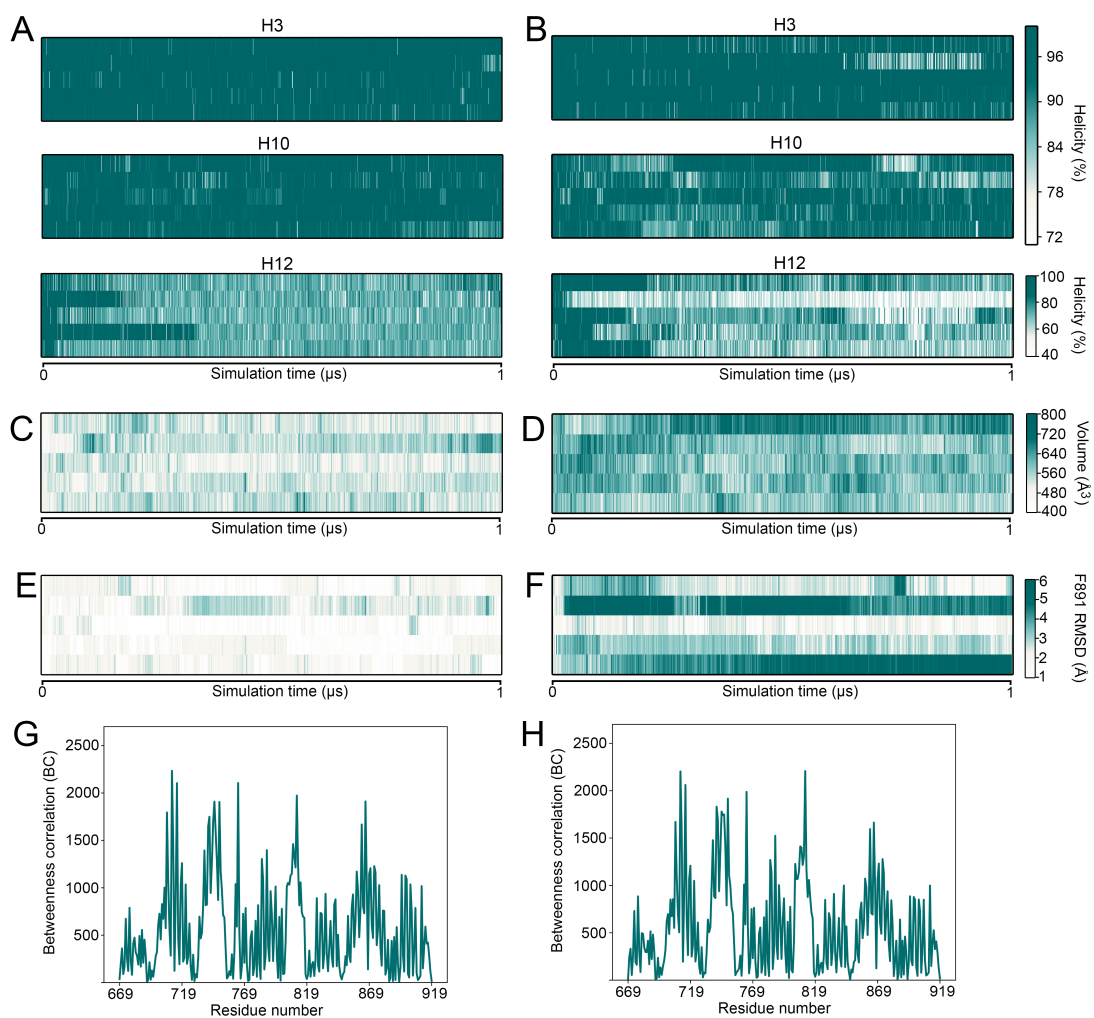 A
H3
B
H3
96
90
84
78
72
Helicity (%)
H10
H10
H12
H12
100
80
60
40
Helicity (%)
0
Simulation time (µs)
1
0
Simulation time (µs)
1
C
D
800
720
640
560
480
400
Volume (Å³)
0
Simulation time (µs)
1
0
Simulation time (µs)
1
E
F
6
5
4
3
2
1
F891 RMSD (Å)
0
Simulation time (µs)
1
0
Simulation time (µs)
1
G
2500
2000
1500
1000
500
Betweenness correlation (BC)
669
719
769
819
869
919
Residue number
H
2500
2000
1500
1000
500
Betweenness correlation (BC)
669
719
769
819
869
919
Residue number